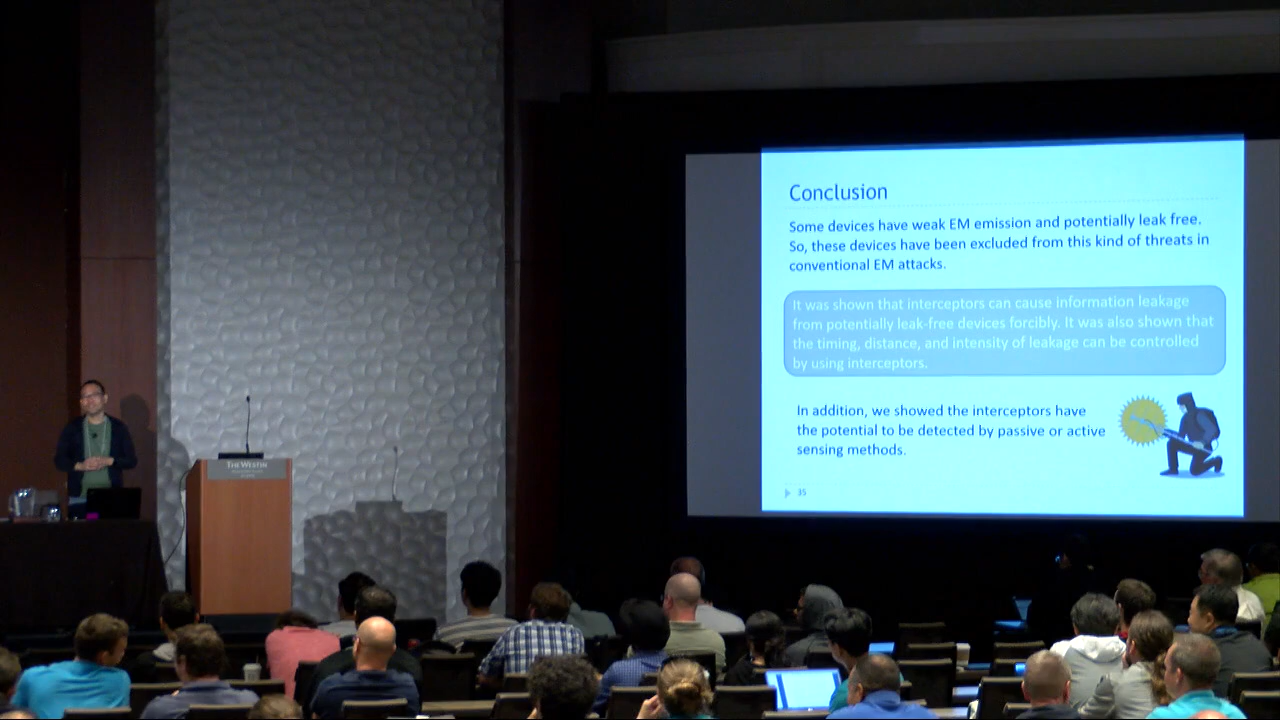 Conclusion
Some devices have weak EM emission and potentially leak free.
So, these devices have been excluded from this kind of threats in
conventional EM attacks.
It was shown that interceptors can cause information leakage
from potentially leak-free devices forcibly. It was also shown that
the timing, distance, and intensity of leakage can be controlled
by using interceptors.
In addition, we showed the interceptors have
the potential to be detected by passive or active
sensing methods.
35
THE WESTIN